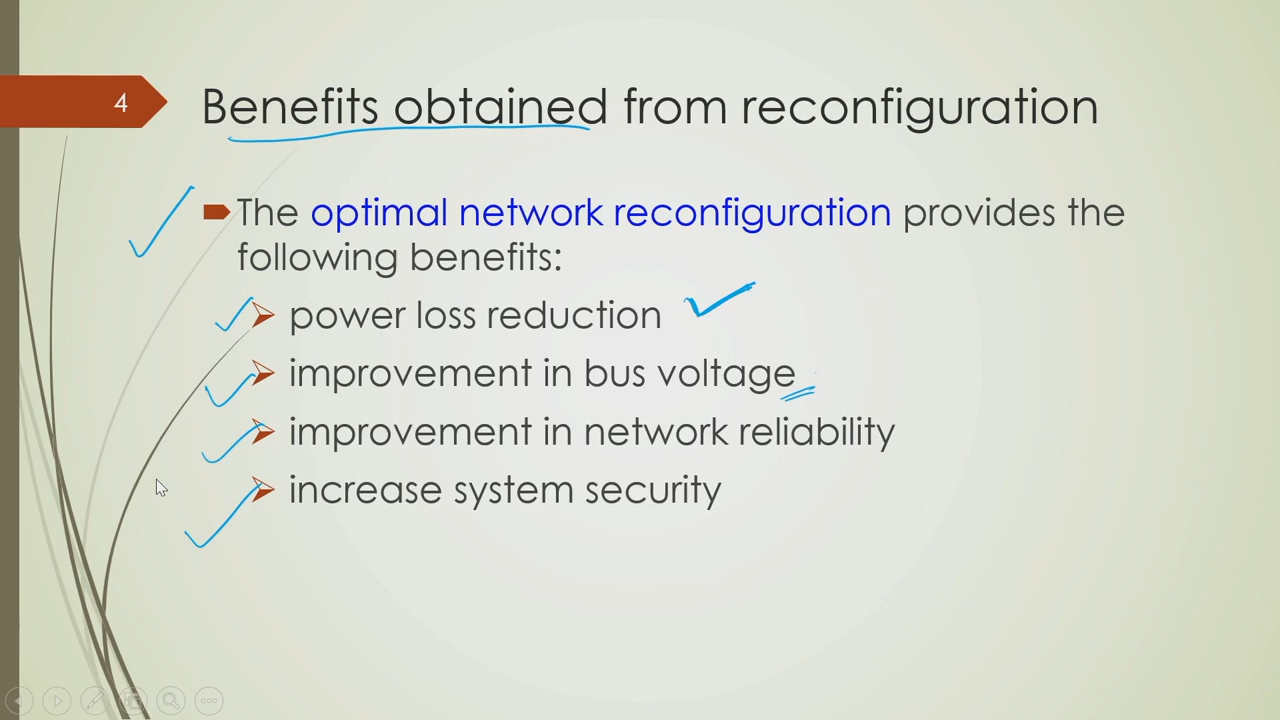 4
Benefits obtained from reconfiguration
The optimal network reconfiguration provides the
following benefits:
power loss reduction
improvement in bus voltage
improvement in network reliability
increase system security